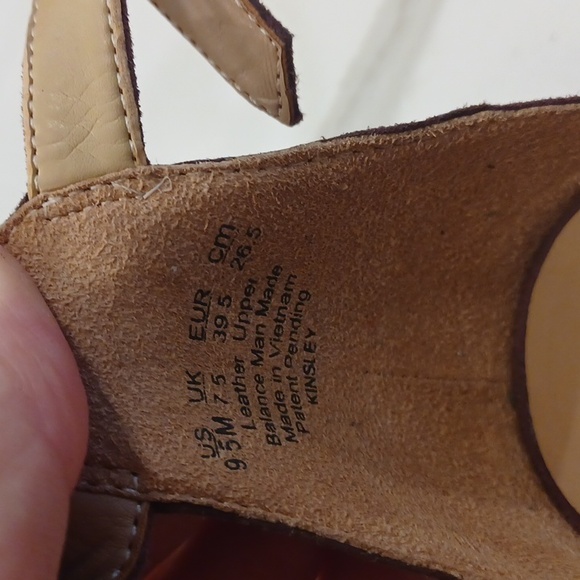 US UK EUR cm
9 5M 7 5 39 5 26.5
Leather Upper
Balance Man Made
Made in Vietnam
Patent Pending
KINSLEY